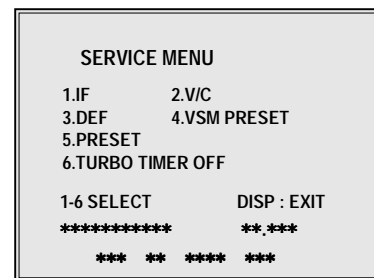 SERVICE MENU
1.IF 2.V/C
3.DEF 4.VSM PRESET
5.PRESET
6.TURBO TIMER OFF
1-6 SELECT DISP : EXIT
*********** **.***
*** ** **** ***